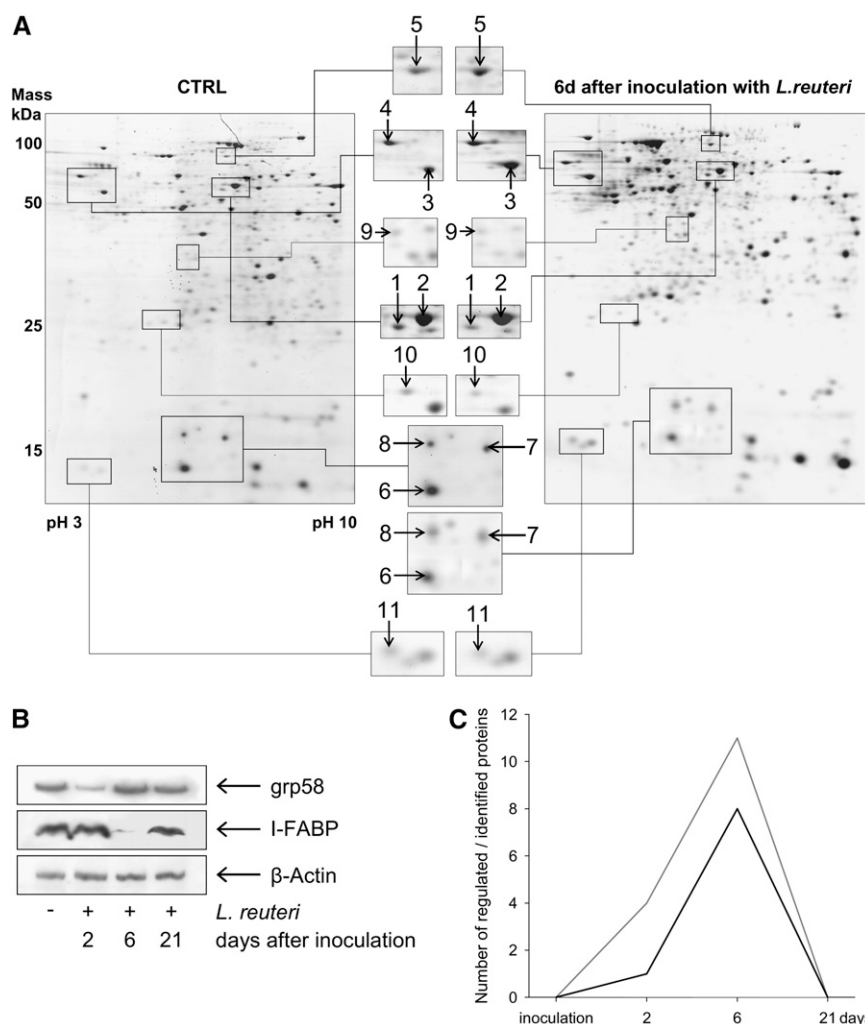 A
CTRL
6d after inoculation with L.reuteri
Mass
kDa
100
50
25
15
pH 3
pH 10
5
5
4
4
3
3
9
9
1
2
1
2
10
10
8
7
6
8
7
6
11
11
B
grp58
I-FABP
β-Actin
- + + + L. reuteri
2 6 21 days after inoculation
C
Number of regulated / identified proteins
12
10
8
6
4
2
0
inoculation 2 6 21 day